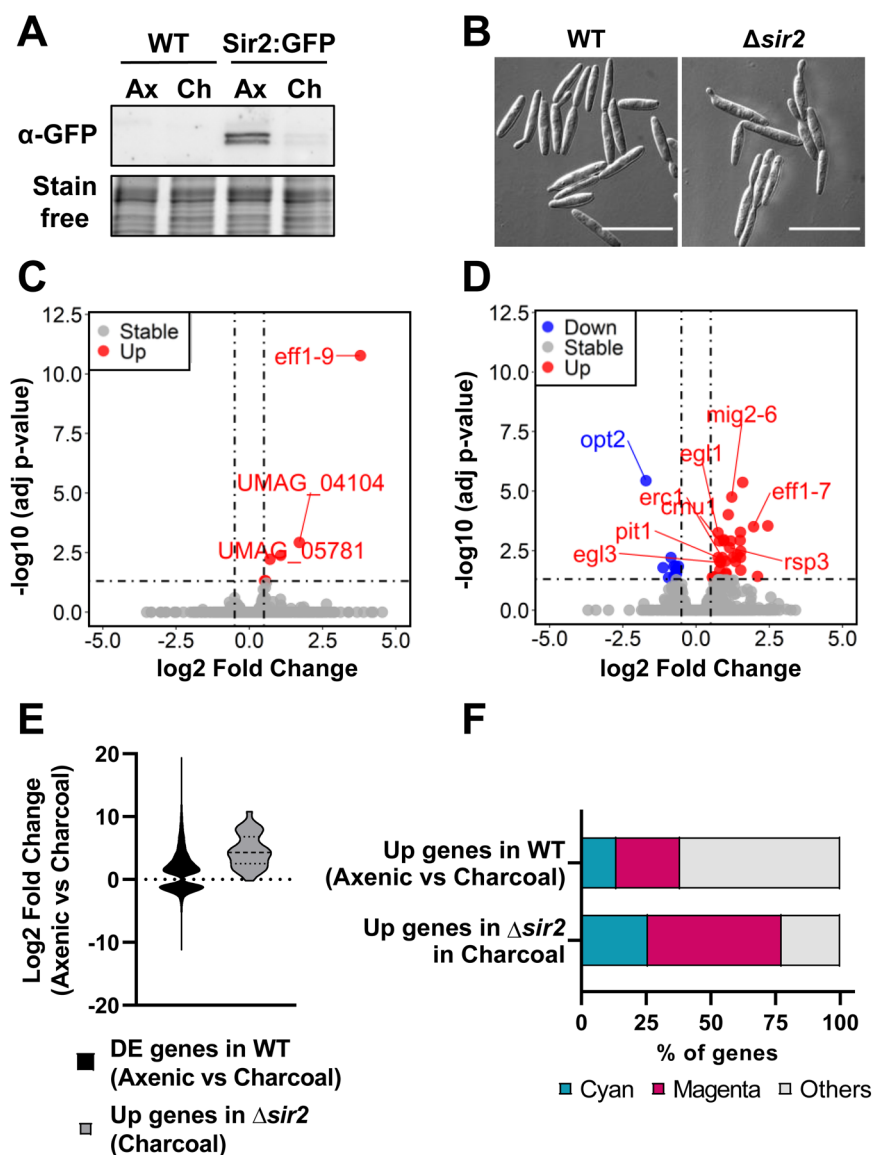 A
WT Sir2:GFP
Ax Ch Ax Ch
α-GFP
Stain
free
B
WT Δsir2
C
12.5
10.0
7.5
5.0
2.5
0.0
-log10 (adj p-value)
Stable
Up
eff1-9
UMAG_04104
UMAG_05781
-5.0 -2.5 0.0 2.5 5.0
log2 Fold Change
D
12.5
10.0
7.5
5.0
2.5
0.0
-log10 (adj p-value)
Down
Stable
Up
mig2-6
opt2
egl1
eff1-7
erc1
cmu1
pit1
egl3
rsp3
-5.0 -2.5 0.0 2.5 5.0
log2 Fold Change
E
20
10
0
-10
-20
Log2 Fold Change
(Axenic vs Charcoal)
DE genes in WT
(Axenic vs Charcoal)
Up genes in Δsir2
(Charcoal)
F
Up genes in WT
(Axenic vs Charcoal)
Up genes in Δsir2
in Charcoal
0 25 50 75 100
% of genes
Cyan Magenta Others